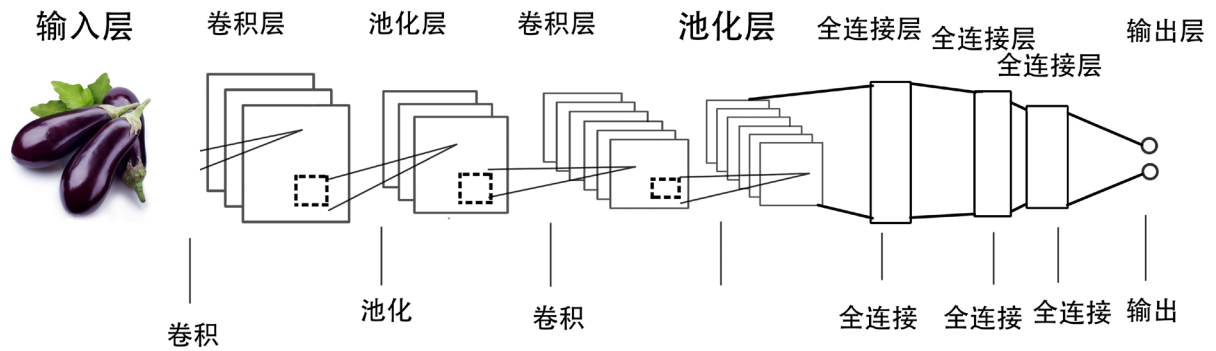 输入层
卷积层
池化层
卷积层
池化层
全连接层
全连接层
全连接层
输出层
卷积
池化
卷积
全连接
全连接
全连接
输出